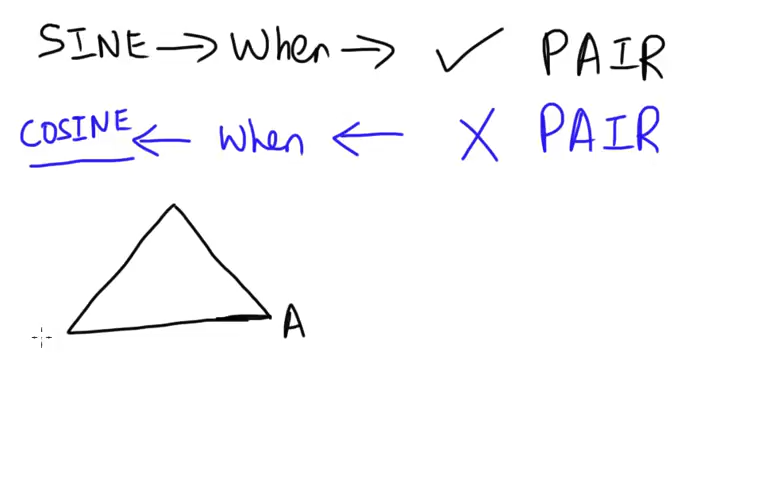 SINE → When → ✓ PAIR
COSINE ← When ← X PAIR
A